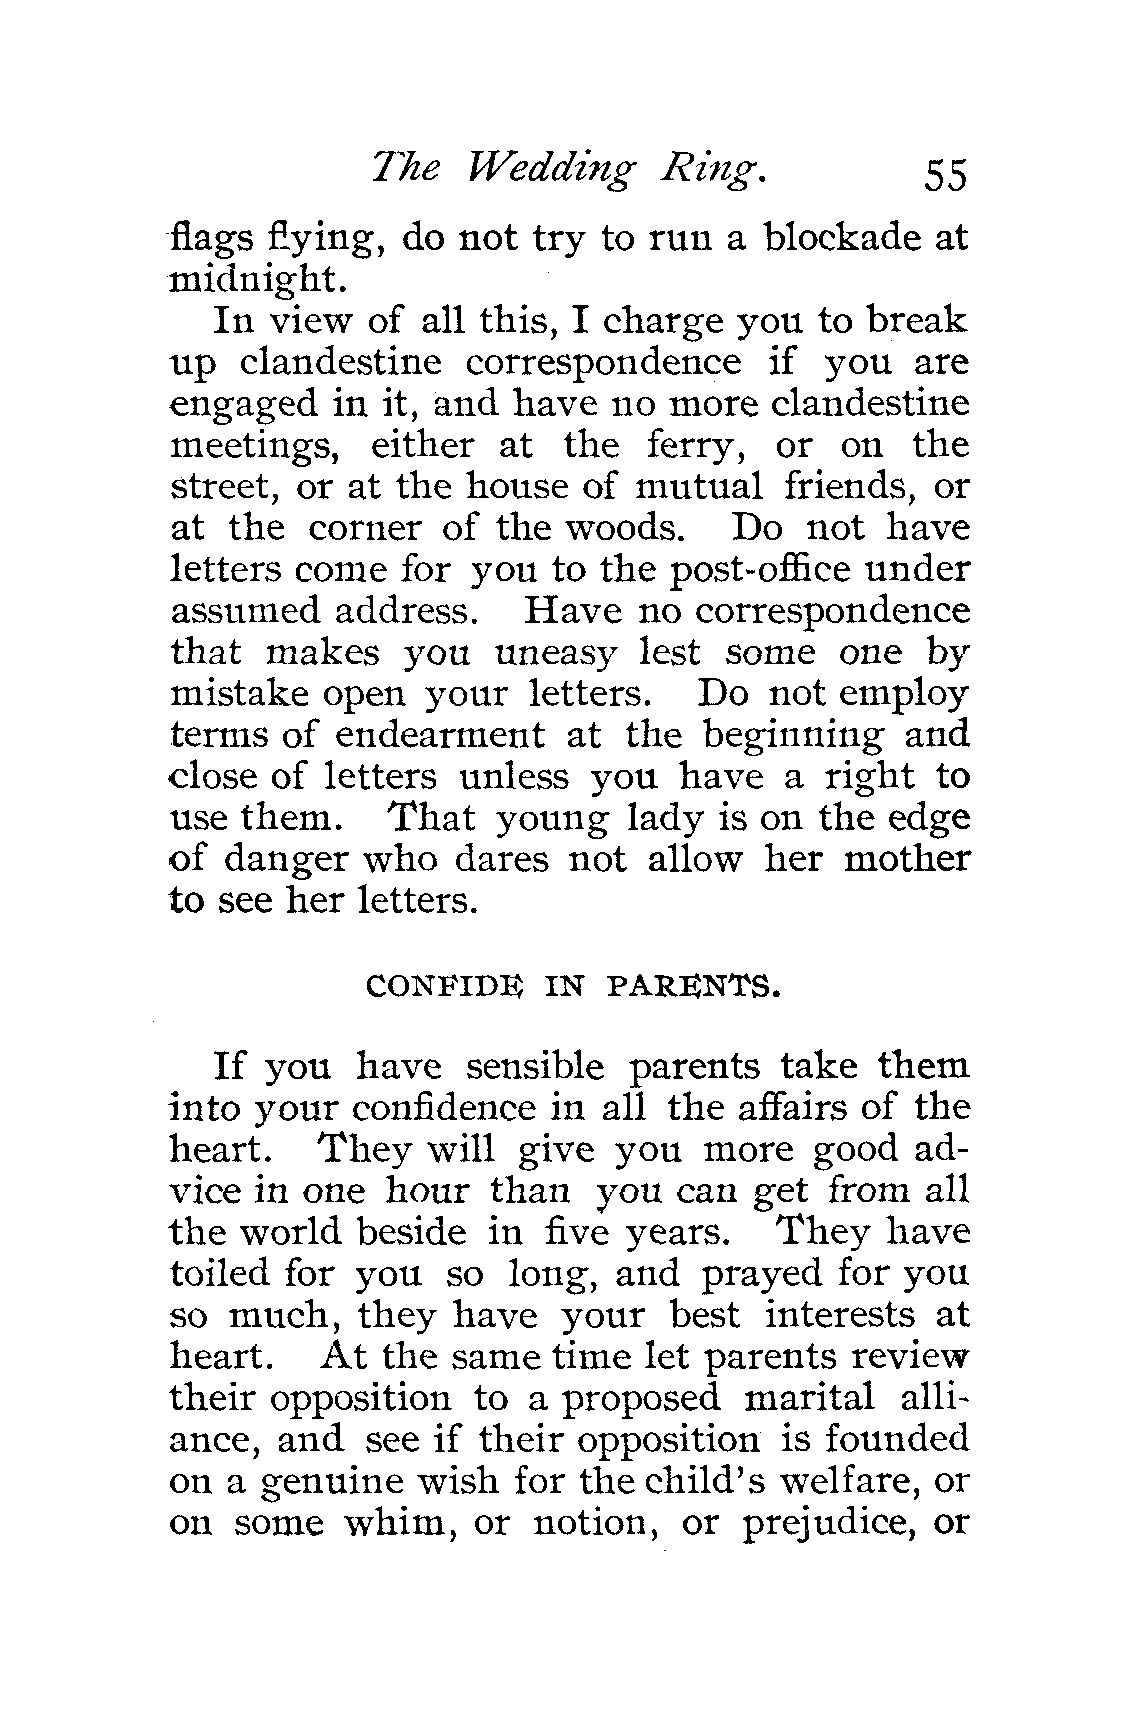 The Wedding Ring. 55
flags flying, do not try to run a blockade at
midnight.
In view of all this, I charge you to break
up clandestine correspondence if you are
engaged in it, and have no more clandestine
meetings, either at the ferry, or on the
street, or at the house of mutual friends, or
at the corner of the woods. Do not have
letters come for you to the post-office under
assumed address. Have no correspondence
that makes you uneasy lest some one by
mistake open your letters. Do not employ
terms of endearment at the beginning and
close of letters unless you have a right to
use them. That young lady is on the edge
of danger who dares not allow her mother
to see her letters.
CONFIDE IN PARENTS.
If you have sensible parents take them
into your confidence in all the affairs of the
heart. They will give you more good ad-
vice in one hour than you can get from all
the world beside in five years. They have
toiled for you so long, and prayed for you
so much, they have your best interests at
heart. At the same time let parents review
their opposition to a proposed marital alli-
ance, and see if their opposition is founded
on a genuine wish for the child's welfare, or
on some whim, or notion, or prejudice, or